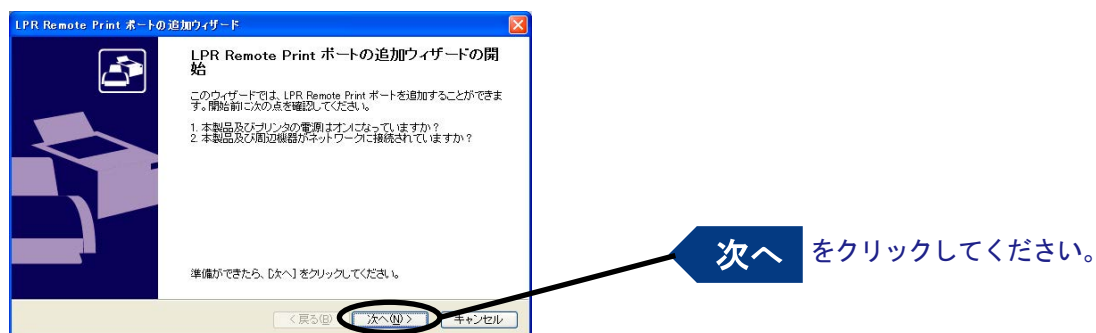 LPR Remote Print ポートの追加ウィザード
LPR Remote Print ポートの追加ウィザードの開
始
このウィザードでは、LPR Remote Print ポートを追加することができま
す。開始前に次の点を確認してください。
1. 本製品及びプリンタの電源はオンになっていますか？
2. 本製品及び周辺機器がネットワークに接続されていますか？
準備ができたら、[次へ] をクリックしてください。
< 戻る(B) 次へ(N) > キャンセル
次へ をクリックしてください。